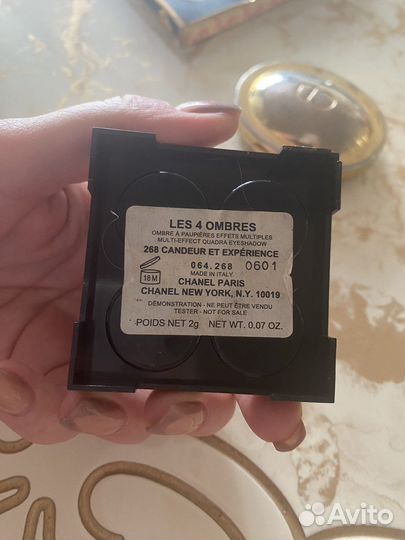 LES 4 OMBRES
OMBRE À PAUPIÈRES EFFETS MULTIPLES
MULTI-EFFECT QUADRA EYESHADOW
268 CANDEUR ET EXPÉRIENCE
064.268 0601
18 M
MADE IN ITALY
CHANEL PARIS
CHANEL NEW YORK, N.Y. 10019
DÉMONSTRATION - NE PEUT ÊTRE VENDU
TESTER - NOT FOR SALE
POIDS NET 2g NET WT. 0.07 OZ.
Avito